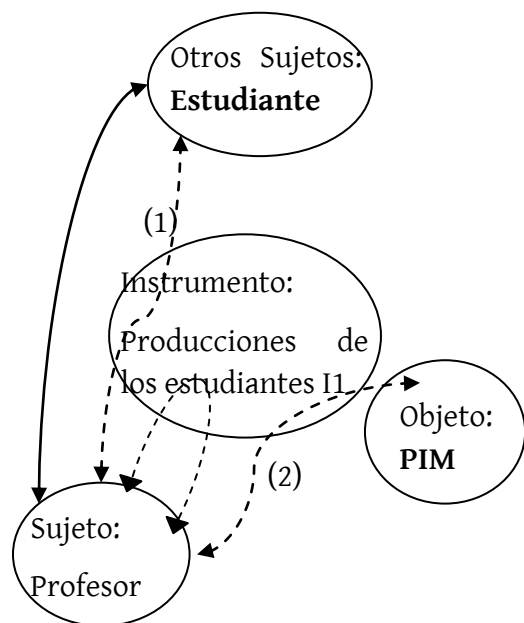 Otros Sujetos:
Estudiante
(1)
Instrumento:
Producciones de
los estudiantes I1
Objeto:
PIM
(2)
Sujeto:
Profesor